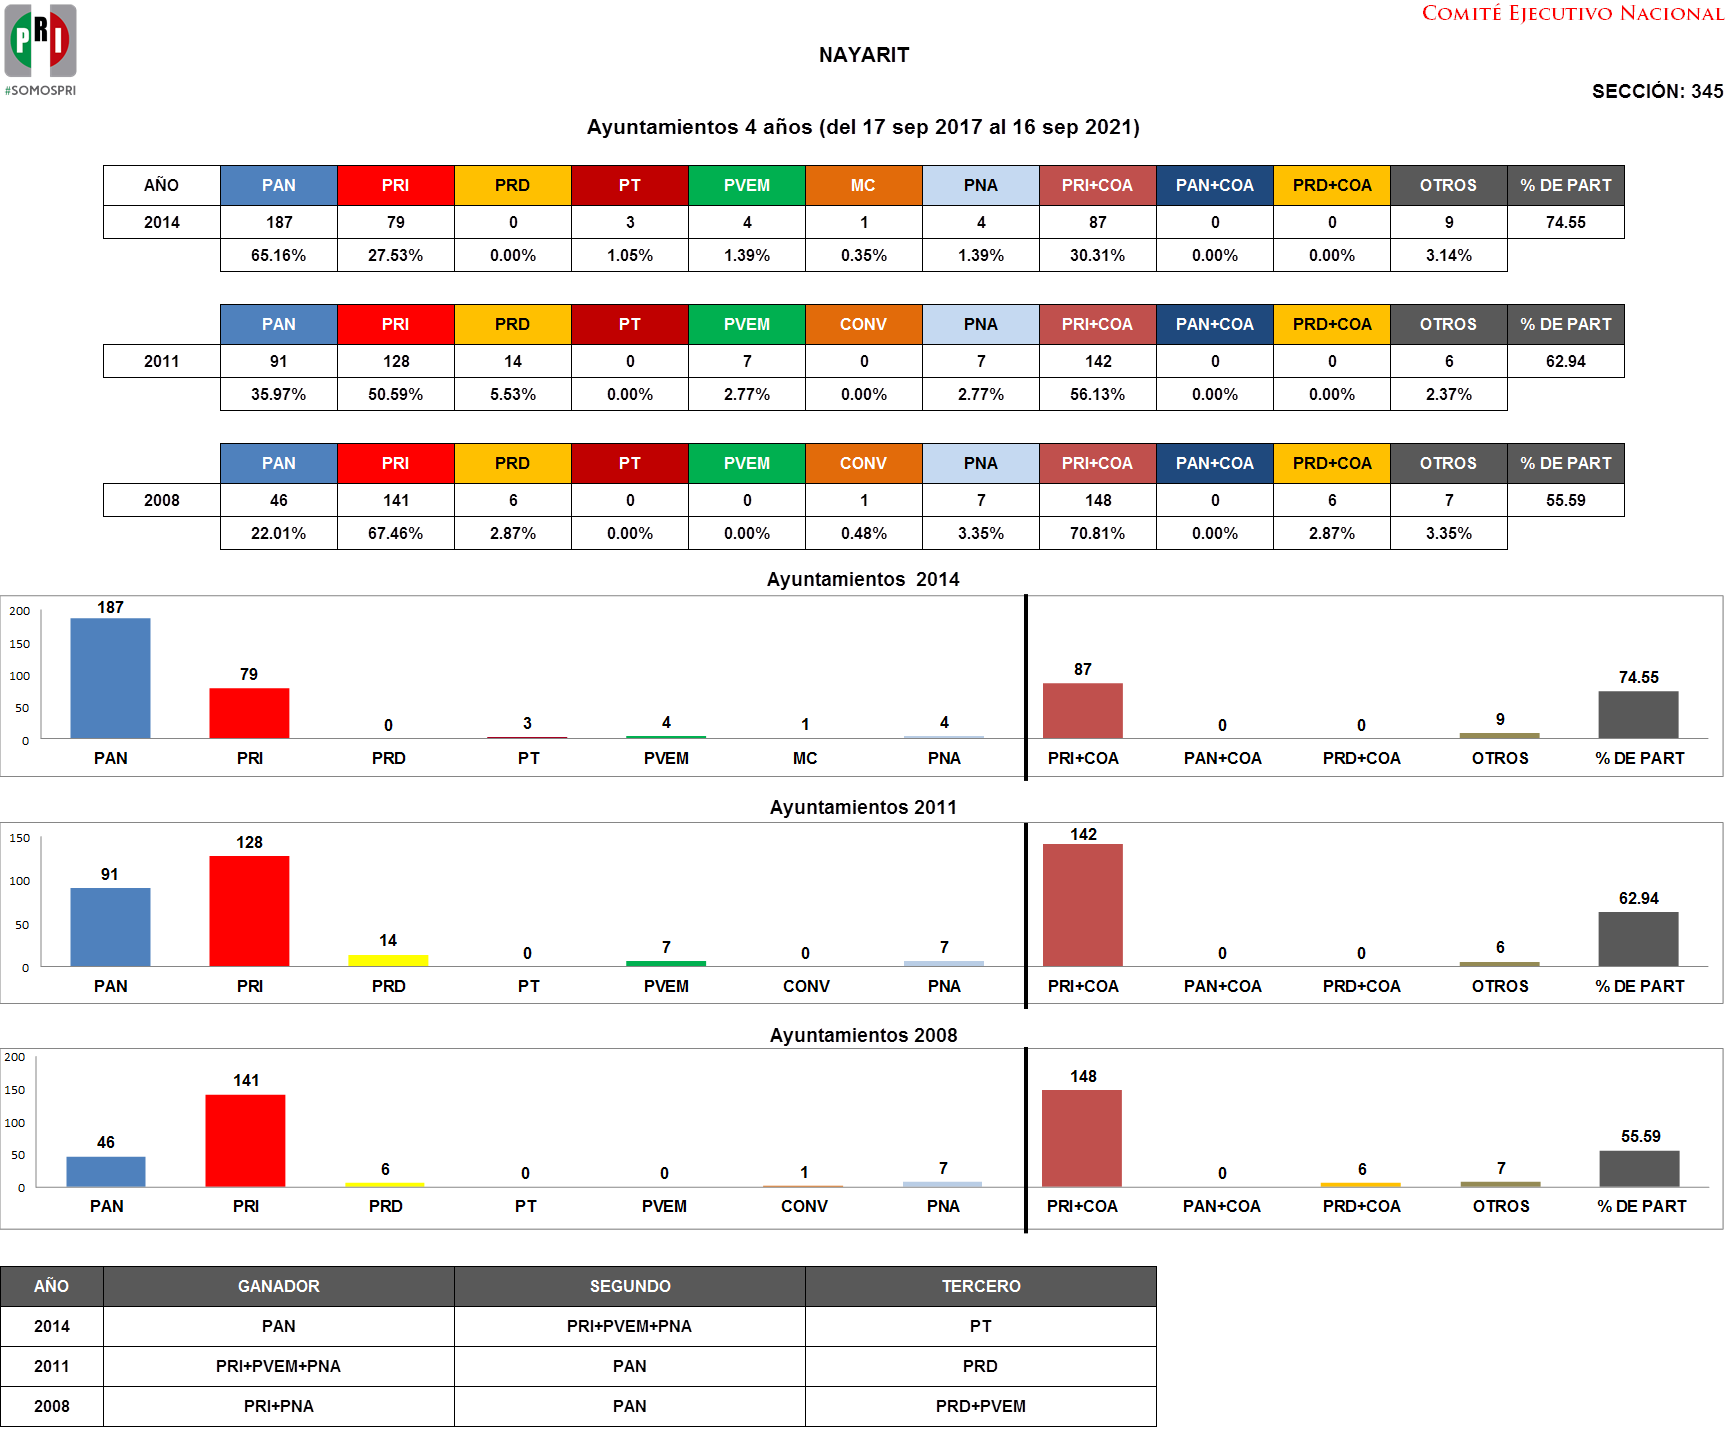 COMITÉ EJECUTIVO NACIONAL
PRI
#SOMOSPRI
NAYARIT
SECCIÓN: 345
Ayuntamientos 4 años (del 17 sep 2017 al 16 sep 2021)
AÑO PAN PRI PRD PT PVEM MC PNA PRI+COA PAN+COA PRD+COA OTROS % DE PART
2014 187 79 0 3 4 1 4 87 0 0 9 74.55
65.16% 27.53% 0.00% 1.05% 1.39% 0.35% 1.39% 30.31% 0.00% 0.00% 3.14%
PAN PRI PRD PT PVEM CONV PNA PRI+COA PAN+COA PRD+COA OTROS % DE PART
2011 91 128 14 0 7 0 7 142 0 0 6 62.94
35.97% 50.59% 5.53% 0.00% 2.77% 0.00% 2.77% 56.13% 0.00% 0.00% 2.37%
PAN PRI PRD PT PVEM CONV PNA PRI+COA PAN+COA PRD+COA OTROS % DE PART
2008 46 141 6 0 0 1 7 148 0 6 7 55.59
22.01% 67.46% 2.87% 0.00% 0.00% 0.48% 3.35% 70.81% 0.00% 2.87% 3.35%
Ayuntamientos 2014
200
150
100
50
0
187 79 0 3 4 1 4 87 0 0 9 74.55
PAN PRI PRD PT PVEM MC PNA PRI+COA PAN+COA PRD+COA OTROS % DE PART
Ayuntamientos 2011
150
100
50
0
91 128 14 0 7 0 7 142 0 0 6 62.94
PAN PRI PRD PT PVEM CONV PNA PRI+COA PAN+COA PRD+COA OTROS % DE PART
Ayuntamientos 2008
200
150
100
50
0
46 141 6 0 0 1 7 148 0 6 7 55.59
PAN PRI PRD PT PVEM CONV PNA PRI+COA PAN+COA PRD+COA OTROS % DE PART
AÑO GANADOR SEGUNDO TERCERO
2014 PAN PRI+PVEM+PNA PT
2011 PRI+PVEM+PNA PAN PRD
2008 PRI+PNA PAN PRD+PVEM